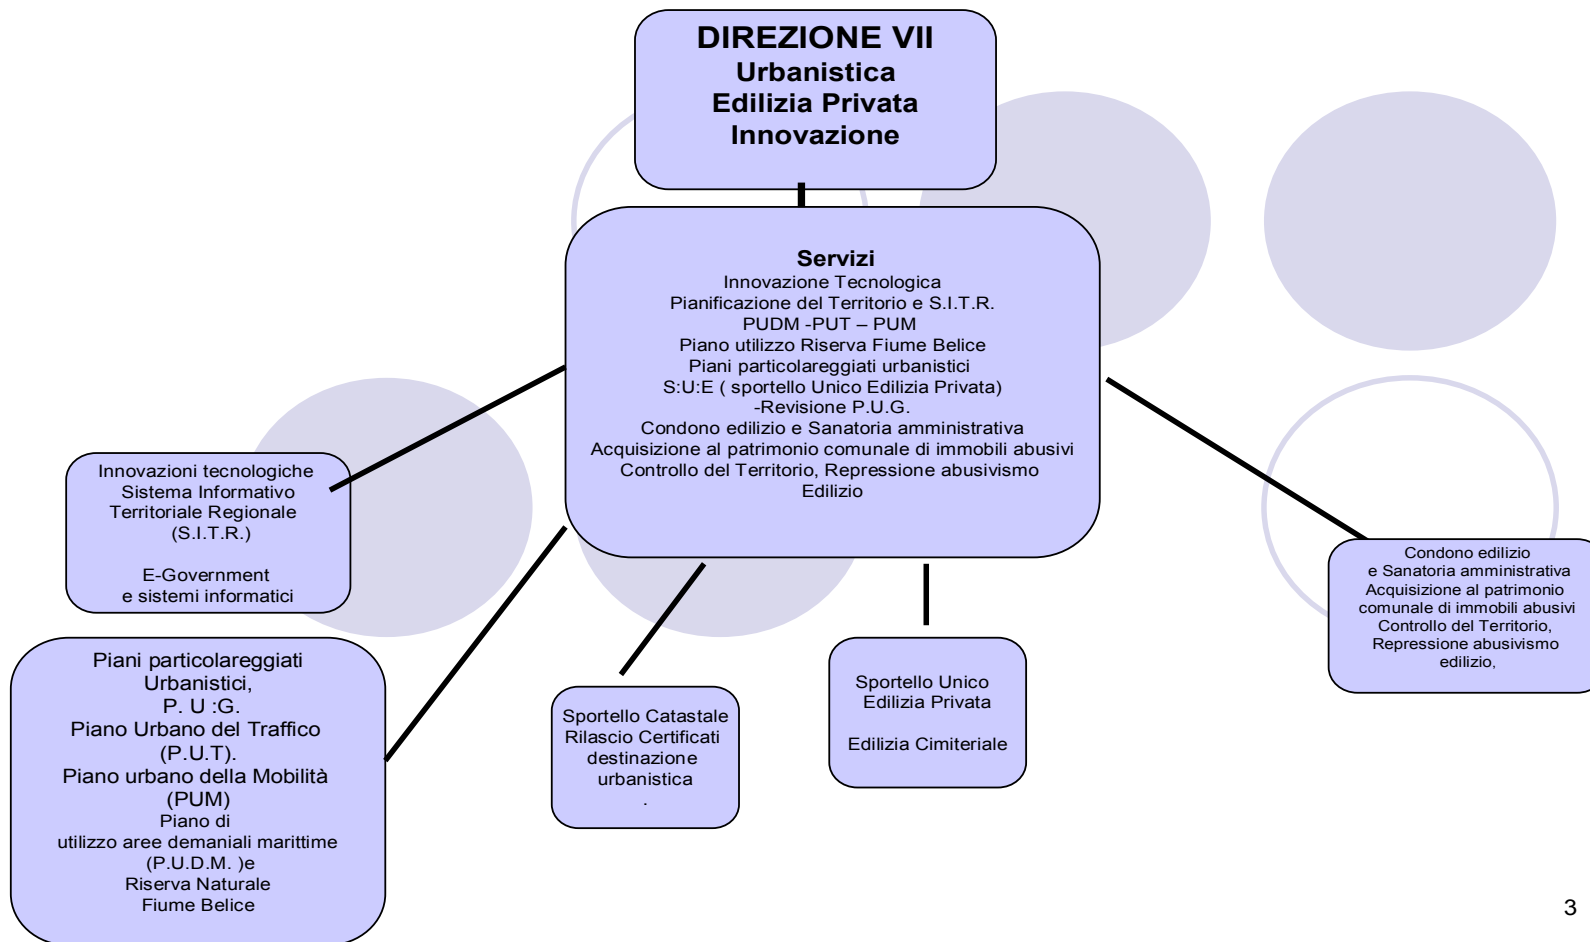 DIREZIONE VII
Urbanistica
Edilizia Privata
Innovazione
Servizi
Innovazione Tecnologica
Pianificazione del Territorio e S.I.T.R.
PUDM -PUT – PUM
Piano utilizzo Riserva Fiume Belice
Piani particolareggiati urbanistici
S:U:E ( sportello Unico Edilizia Privata)
-Revisione P.U.G.
Condono edilizio e Sanatoria amministrativa
Acquisizione al patrimonio comunale di immobili abusivi
Controllo del Territorio, Repressione abusivismo
Edilizio
Innovazioni tecnologiche
Sistema Informativo
Territoriale Regionale
(S.I.T.R.)
E-Government
e sistemi informatici
Piani particolareggiati
Urbanistici,
P. U :G.
Piano Urbano del Traffico
(P.U.T).
Piano urbano della Mobilità
(PUM)
Piano di
utilizzo aree demaniali marittime
(P.U.D.M. )e
Riserva Naturale
Fiume Belice
Sportello Catastale
Rilascio Certificati
destinazione
urbanistica
.
Sportello Unico
Edilizia Privata
Edilizia Cimiteriale
Condono edilizio
e Sanatoria amministrativa
Acquisizione al patrimonio
comunale di immobili abusivi
Controllo del Territorio,
Repressione abusivismo
edilizio,
3